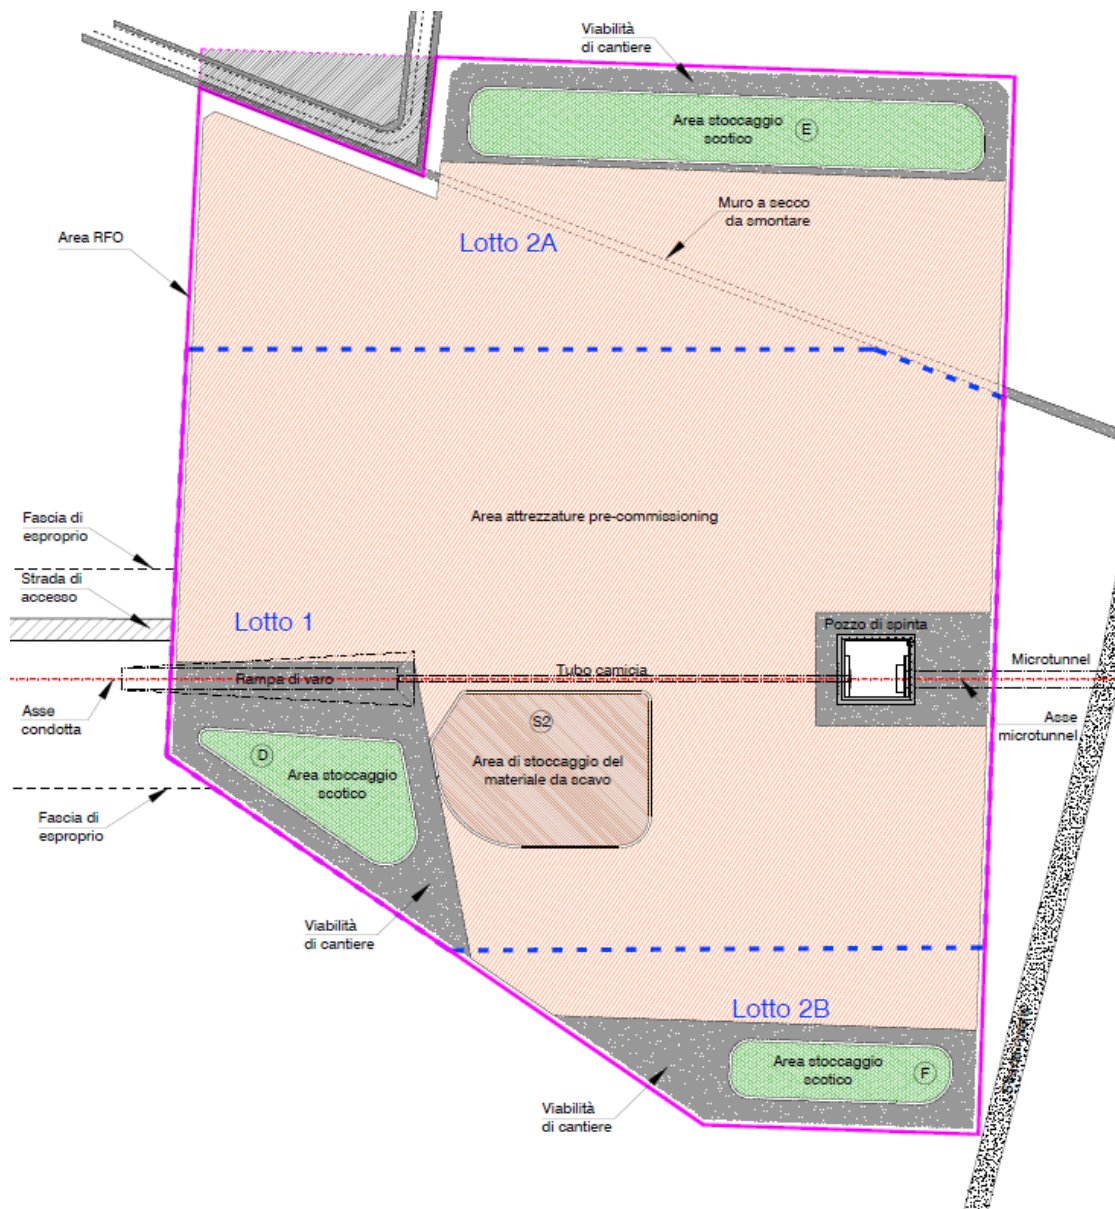 Viabilità
di cantiere
Area stoccaggio
scotico
E
Muro a secco
da smontare
Lotto 2A
Area RFO
Area attrezzature pre-commissioning
Fascia di
esproprio
Strada di
accesso
Lotto 1
Pozzo di spinta
Rampa di varo
Tubo camicia
Microtunnel
Asse
condotta
S2
Asse
microtunnel
D
Area stoccaggio
scotico
Area di stoccaggio del
materiale da scavo
Fascia di
esproprio
Viabilità
di cantiere
Lotto 2B
Area stoccaggio
scotico
F
Viabilità
di cantiere